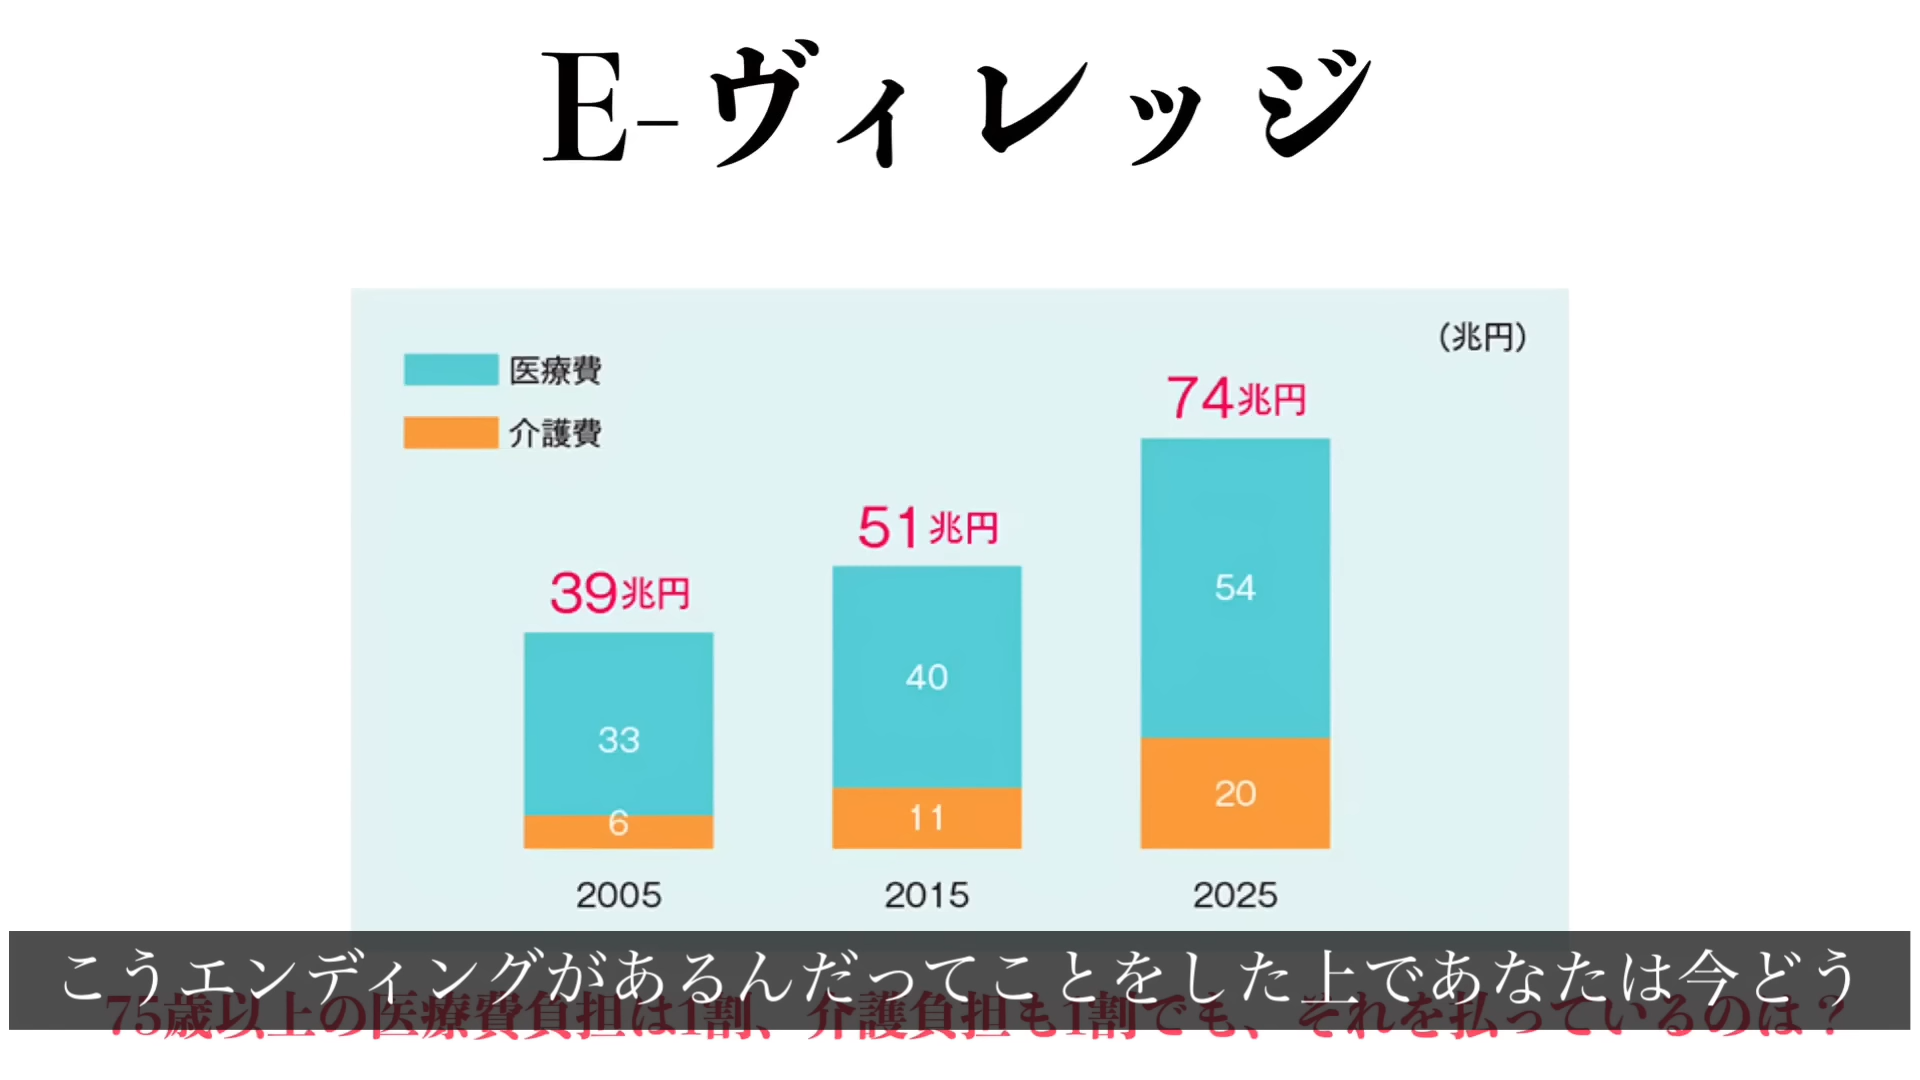 E-ヴィレッジ
(兆円)
医療費
介護費
39兆円
51兆円
74兆円
33
40
54
6
11
20
2005
2015
2025
こうエンディングがあるんだってことをした上であなたは今どう
75歳以上の医療費負担は1割、介護負担も1割でも、それを払っているのは？